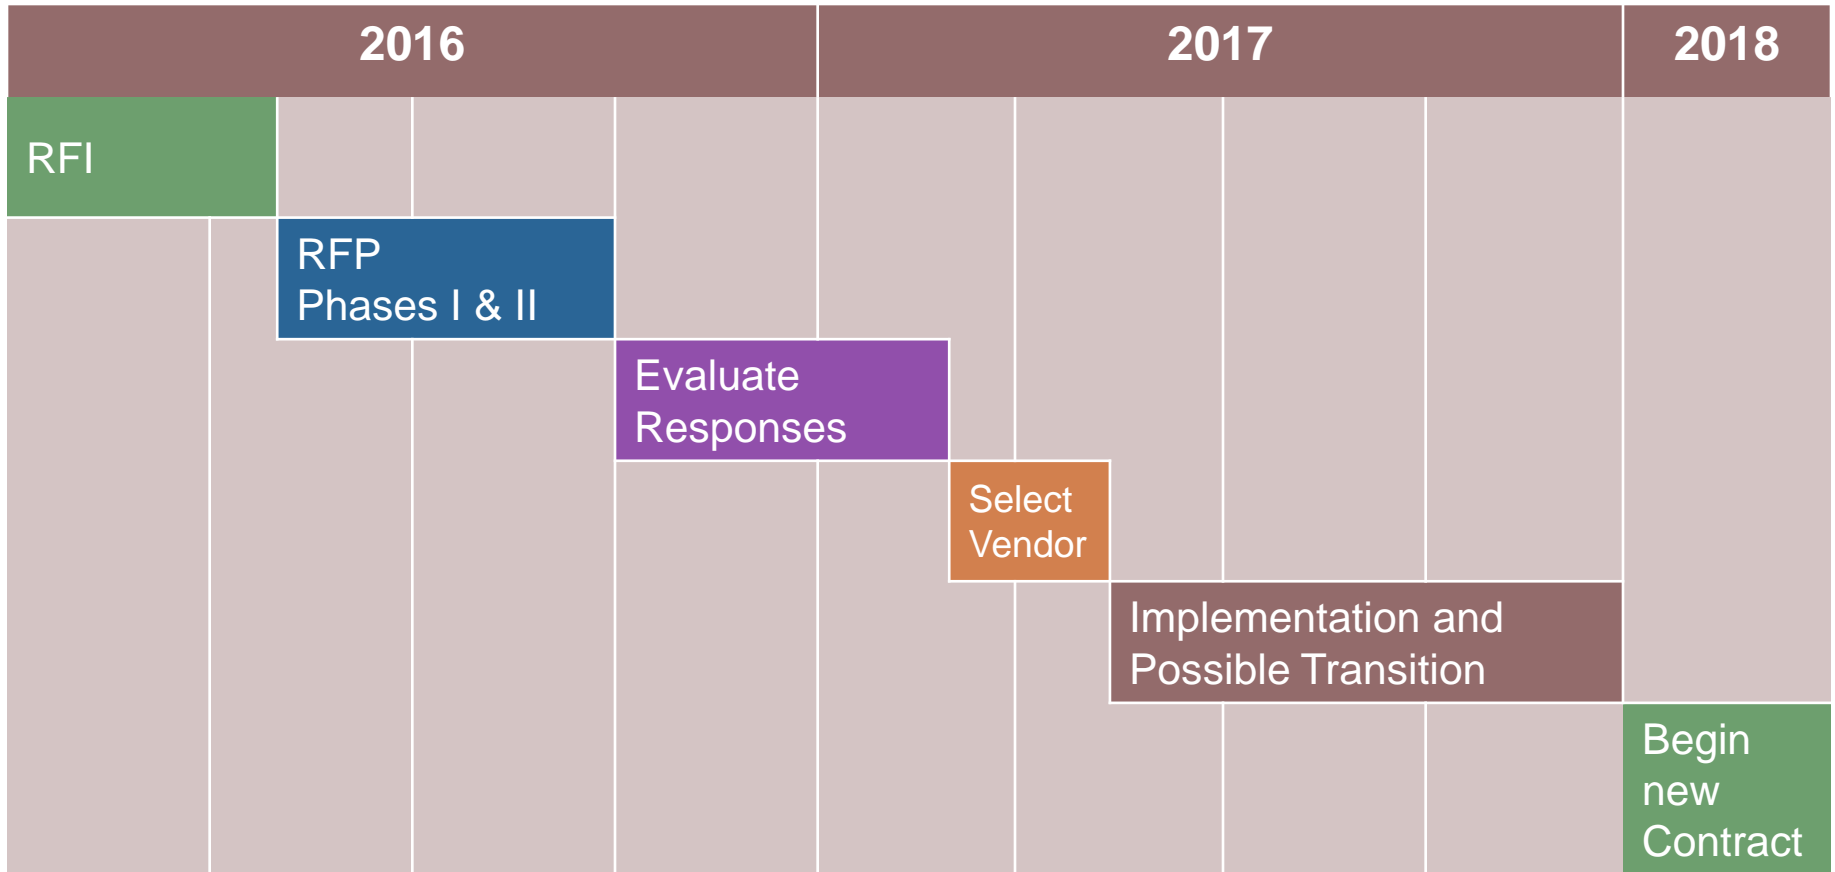 2016 2017 2018
RFI
RFP
Phases I & II
Evaluate
Responses
Select
Vendor
Implementation and
Possible Transition
Begin
new
Contract